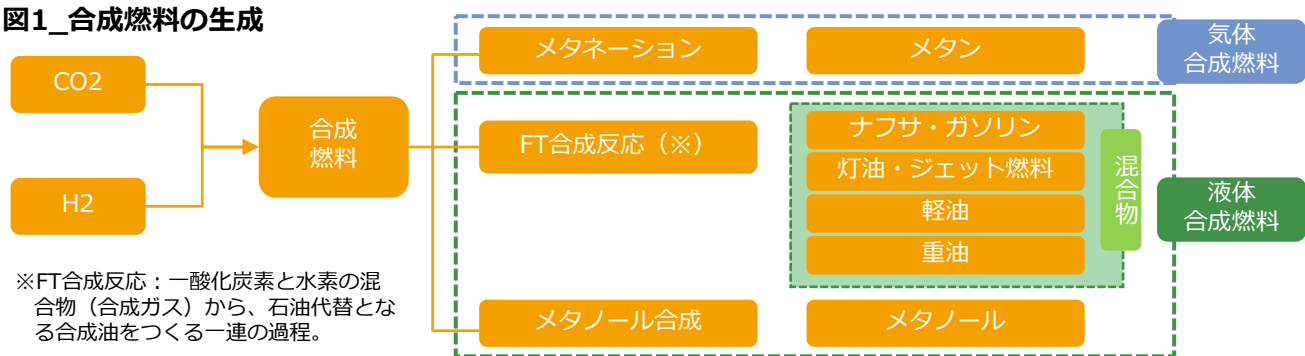 図1_合成燃料の生成
CO2
H2
合成
燃料
メタネーション
メタン
気体
合成燃料
FT合成反応（※）
ナフサ・ガソリン
灯油・ジェット燃料
軽油
重油
混合物
液体
合成燃料
メタノール合成
メタノール
※FT合成反応：一酸化炭素と水素の混
合物（合成ガス）から、石油代替とな
る合成油をつくる一連の過程。